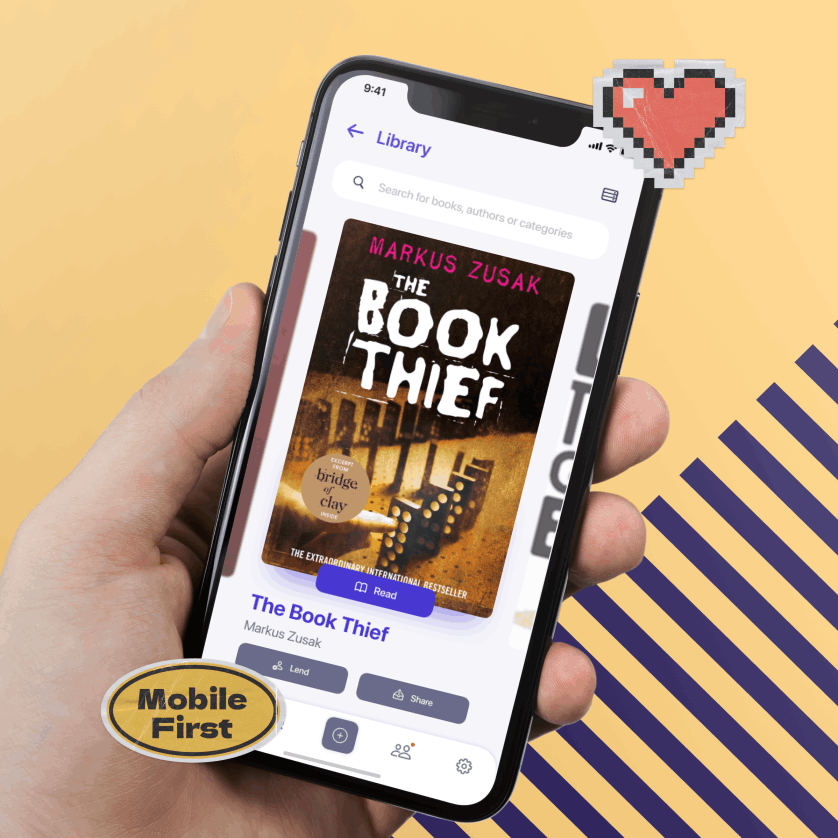 9:41
Library
Search for books, authors or categories
MARKUS ZUSAK
THE
BOOK
THIEF
EXCERPT
FROM
bridge
of
clay
INSIDE
THE EXTRAORDINARY INTERNATIONAL BESTSELLER
Read
The Book Thief
Markus Zusak
Lend
Share
Mobile
First